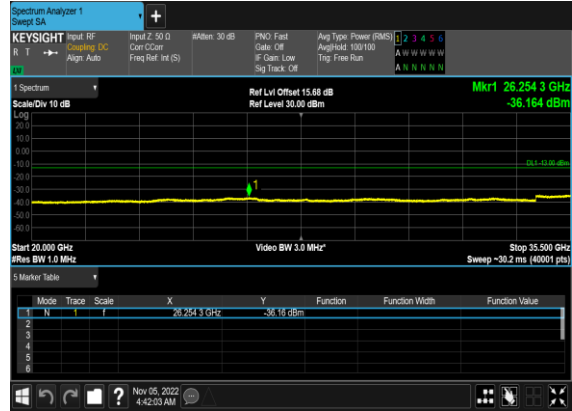 Spectrum Analyzer 1
Swept SA
KEYSIGHT Input: RF Input Z: 50 Ω #Atten: 30 dB PNO: Fast Avg Type: Power (RMS) 1 2 3 4 5 6
R T Coupling: DC Corr CCorr Gate: Off Avg|Hold: 100/100 A W W W W W
Align: Auto Freq Ref: Int (S) IF Gain: Low Trig: Free Run
LW Sig Track: Off A N N N N N
1 Spectrum Ref Lvl Offset 15.68 dB Mkr1 26.254 3 GHz
Scale/Div 10 dB Ref Level 30.00 dBm -36.164 dBm
Log
20.0
10.0
0.00
-10.0
DL1 -13.00 dBm
-20.0
-30.0
1
-40.0
-50.0
-60.0
Start 20.000 GHz Video BW 3.0 MHz* Stop 35.500 GHz
#Res BW 1.0 MHz Sweep ~30.2 ms (40001 pts)
5 Marker Table
Mode Trace Scale X Y Function Function Width Function Value
1 N 1 f 26.254 3 GHz -36.16 dBm
2
3
4
5
6
? Nov 05, 2022
4:42:03 AM